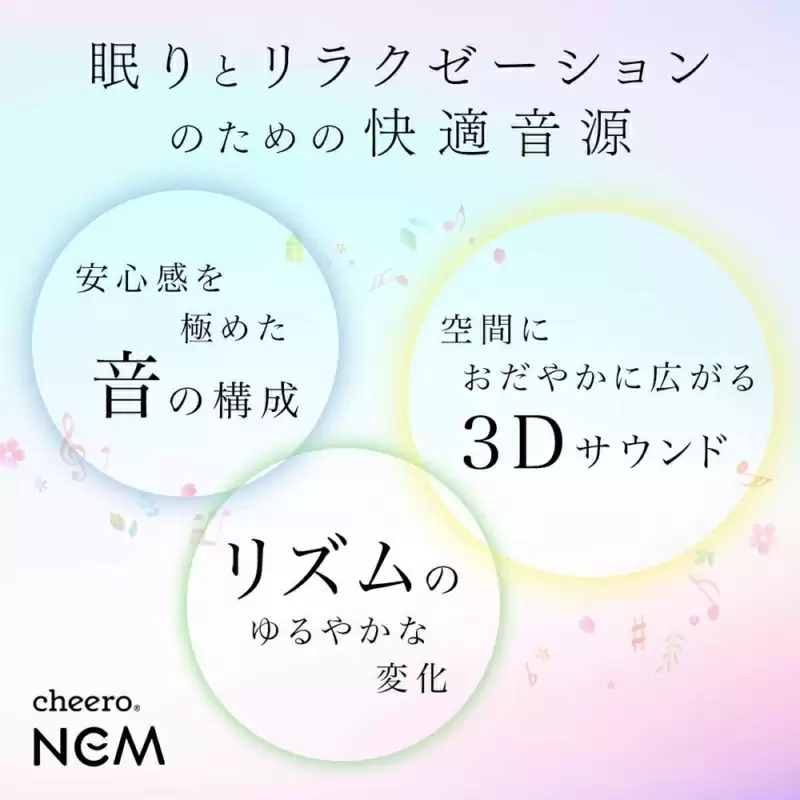 眠りとリラクゼーション
のための快適音源
安心感を
極めた
音の構成
空間に
おだやかに広がる
3Dサウンド
リズムの
ゆるやかな
変化
cheero®
NEM